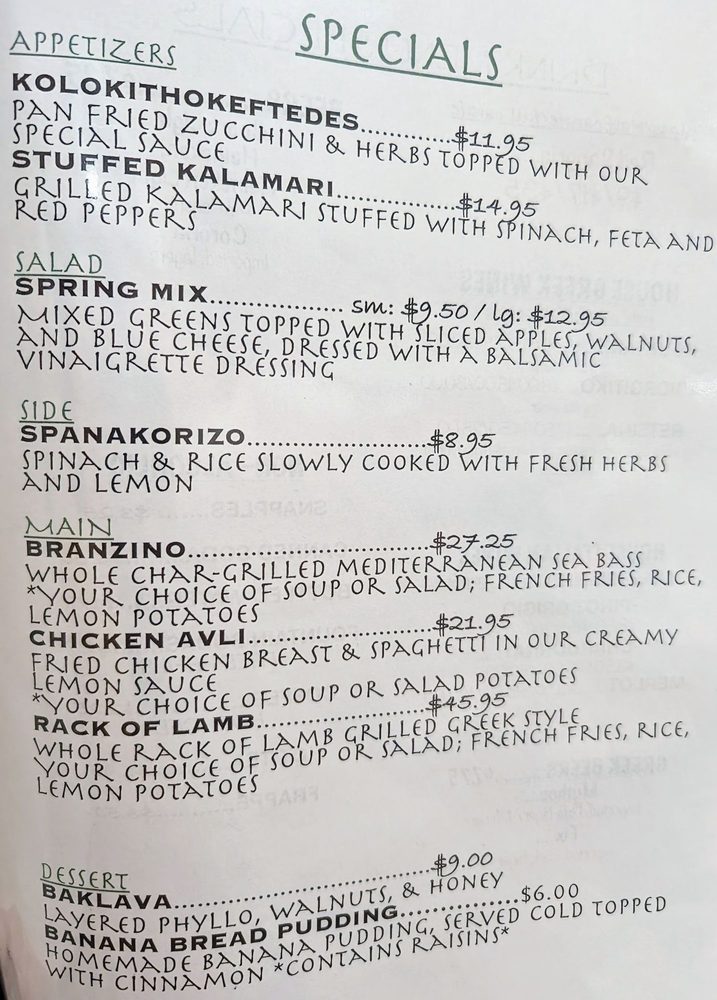 SPECIALS
APPETIZERS
KOLOKITHOKEFTEDES............$11.95
PAN FRIED ZUCCHINI & HERBS TOPPED WITH OUR
SPECIAL SAUCE
STUFFED KALAMARI................$14.95
GRILLED KALAMARI STUFFED WITH SPINACH, FETA AND
RED PEPPERS
SALAD
SPRING MIX................. sm: $9.50 / lg: $12.95
MIXED GREENS TOPPED WITH SLICED APPLES, WALNUTS,
AND BLUE CHEESE, DRESSED WITH A BALSAMIC
VINAIGRETTE DRESSING
SIDE
SPANAKORIZO........................$8.95
SPINACH & RICE SLOWLY COOKED WITH FRESH HERBS
AND LEMON
MAIN
BRANZINO................................$27.25
WHOLE CHAR-GRILLED MEDITERRANEAN SEA BASS
*YOUR CHOICE OF SOUP OR SALAD; FRENCH FRIES, RICE,
LEMON POTATOES
CHICKEN AVLI........................$21.95
FRIED CHICKEN BREAST & SPAGHETTI IN OUR CREAMY
LEMON SAUCE
*YOUR CHOICE OF SOUP OR SALAD POTATOES
RACK OF LAMB.......................$45.95
WHOLE RACK OF LAMB GRILLED GREEK STYLE
YOUR CHOICE OF SOUP OR SALAD; FRENCH FRIES, RICE,
LEMON POTATOES
DESSERT
BAKLAVA..................................$9.00
LAYERED PHYLLO, WALNUTS, & HONEY
BANANA BREAD PUDDING................$6.00
HOMEMADE BANANA PUDDING, SERVED COLD TOPPED
WITH CINNAMON *CONTAINS RAISINS*